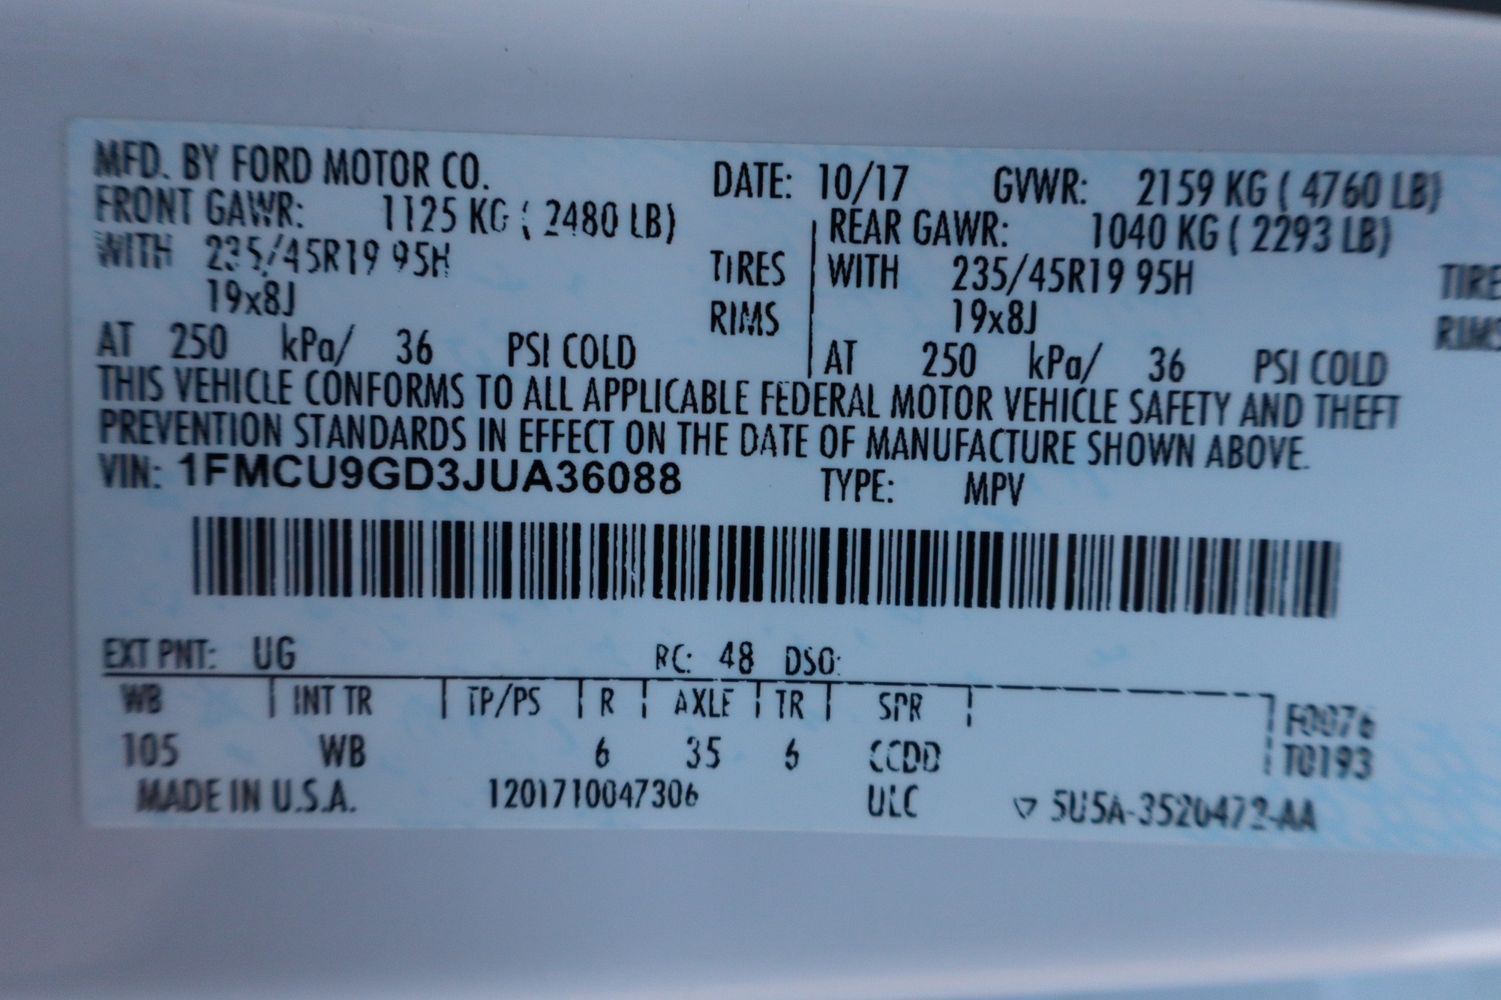 MFD. BY FORD MOTOR CO. DATE: 10/17 GVWR: 2159 KG ( 4760 LB)
FRONT GAWR: 1125 KG ( 2480 LB) REAR GAWR: 1040 KG ( 2293 LB)
WITH 235/45R19 95H TIRES WITH 235/45R19 95H TIRE
19x8J RIMS 19x8J RIMS
AT 250 kPa/ 36 PSI COLD AT 250 kPa/ 36 PSI COLD
THIS VEHICLE CONFORMS TO ALL APPLICABLE FEDERAL MOTOR VEHICLE SAFETY AND THEFT
PREVENTION STANDARDS IN EFFECT ON THE DATE OF MANUFACTURE SHOWN ABOVE.
VIN: 1FMCU9GD3JUA36088 TYPE: MPV
EXT PNT: UG RC: 48 DSO:
WB INT TR TP/PS R AXLE TR SPR F0076
105 WB 6 35 6 CCDD T0193
MADE IN U.S.A. 1201710047306 ULC ▽ 5U5A-3520472-AA